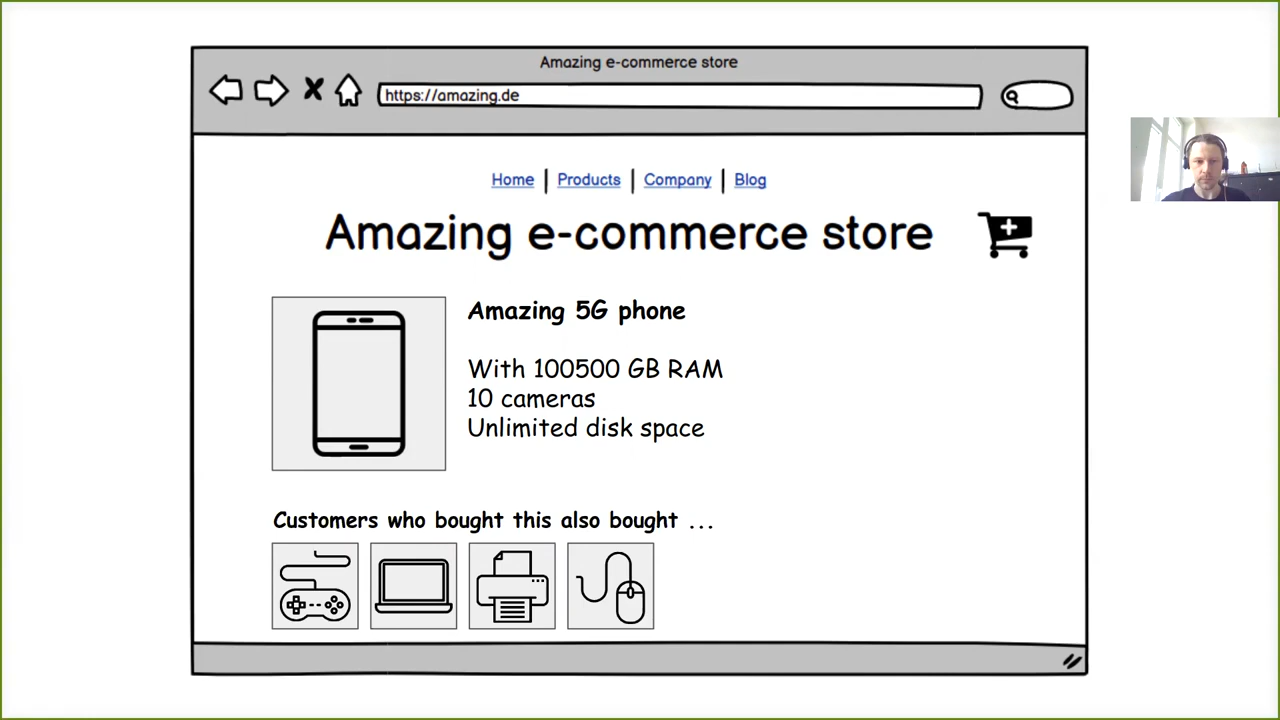 Amazing e-commerce store
https://amazing.de
Home | Products | Company | Blog
Amazing e-commerce store
Amazing 5G phone
With 100500 GB RAM
10 cameras
Unlimited disk space
Customers who bought this also bought ...